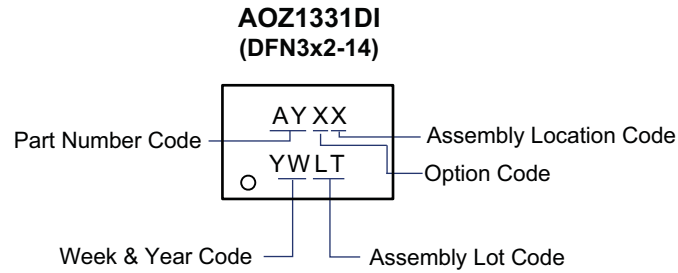 AOZ1331DI
(DFN3x2-14)
AYXX
Part Number Code
Assembly Location Code
YWLT
Option Code
Week & Year Code
Assembly Lot Code